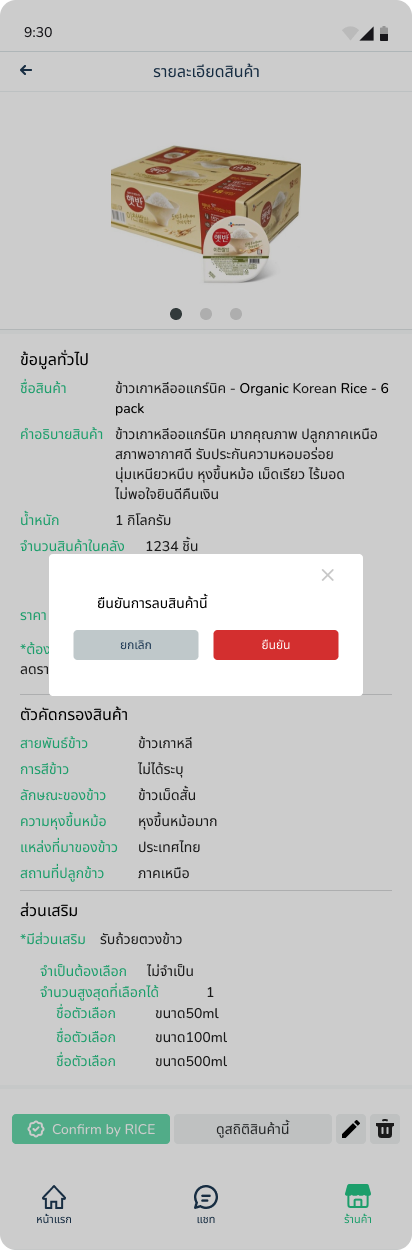 9:30
รายละเอียดสินค้า
햇반
햇반
ข้อมูลทั่วไป
ชื่อสินค้า ข้าวเกาหลีออแกร์นิค - Organic Korean Rice - 6
pack
คำอธิบายสินค้า ข้าวเกาหลีออแกร์นิค มากคุณภาพ ปลูกภาคเหนือ
สภาพอากาศดี รับประกันความหอมอร่อย
นุ่มเหนียวหนึบ หุงขึ้นหม้อ เม็ดเรียว ไร้มอด
ไม่พอใจยินดีคืนเงิน
น้ำหนัก 1 กิโลกรัม
จำนวนสินค้าในคลัง 1234 ชิ้น
ยืนยันการลบสินค้านี้
ราคา
ยกเลิก ยืนยัน
*ต้อง
ลดรา
ตัวคัดกรองสินค้า
สายพันธ์ข้าว ข้าวเกาหลี
การสีข้าว ไม่ได้ระบุ
ลักษณะของข้าว ข้าวเม็ดสั้น
ความหุงขึ้นหม้อ หุงขึ้นหม้อมาก
แหล่งที่มาของข้าว ประเทศไทย
สถานที่ปลูกข้าว ภาคเหนือ
ส่วนเสริม
*มีส่วนเสริม รับถ้วยตวงข้าว
จำเป็นต้องเลือก ไม่จำเป็น
จำนวนสูงสุดที่เลือกได้ 1
ชื่อตัวเลือก ขนาด50ml
ชื่อตัวเลือก ขนาด100ml
ชื่อตัวเลือก ขนาด500ml
Confirm by RICE ดูสถิติสินค้านี้
หน้าแรก แชท ร้านค้า